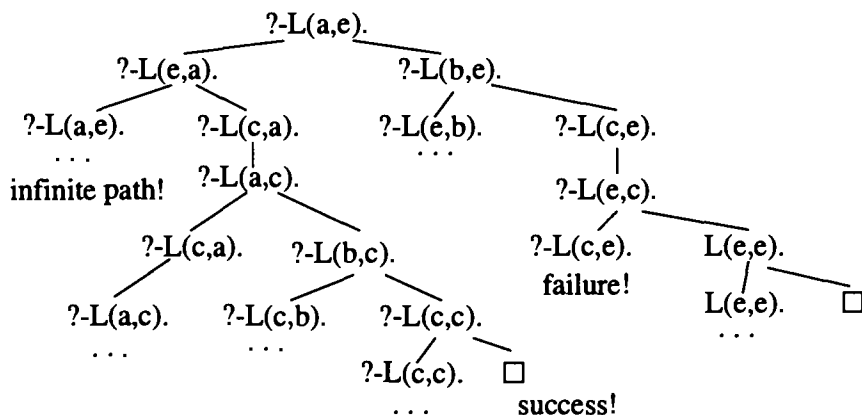 ?-L(a,e).
?-L(e,a). ?-L(b,e).
?-L(a,e). ?-L(c,a). ?-L(e,b). ?-L(c,e).
. . . . . .
infinite path! ?-L(a,c). ?-L(e,c).
?-L(c,a). ?-L(b,c). ?-L(c,e). L(e,e).
failure!
?-L(a,c). ?-L(c,b). ?-L(c,c). L(e,e).
. . . . . . . . .
?-L(c,c).
. . . success!